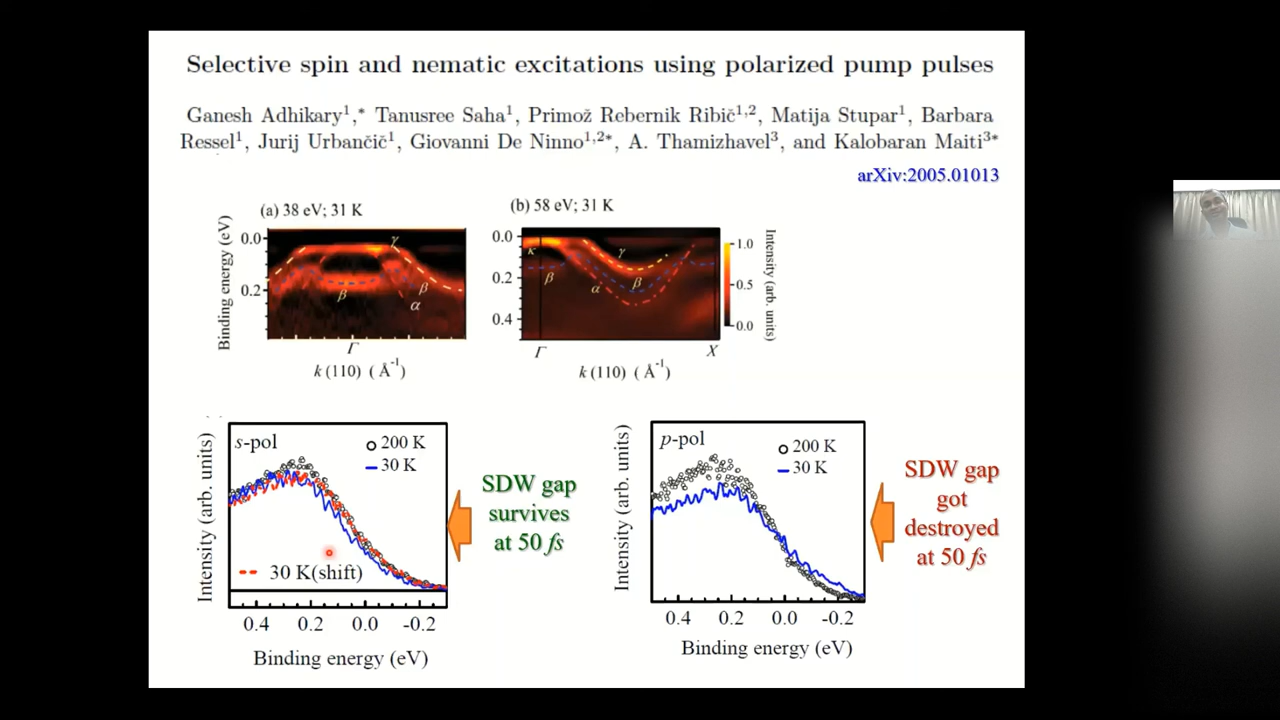 Selective spin and nematic excitations using polarized pump pulses
Ganesh Adhikary¹,* Tanusree Saha¹, Primož Rebernik Ribič¹,² Matija Stupar¹, Barbara
Ressel¹, Jurij Urbančič¹, Giovanni De Ninno¹,²*, A. Thamizhavel³, and Kalobaran Maiti³*
arXiv:2005.01013
(a) 38 eV; 31 K
Binding energy (eV)
0.0
0.2
γ
β
β
α
Γ
k (110) ( Å⁻¹)
(b) 58 eV; 31 K
0.0
0.2
0.4
κ
β
γ
α
β
Γ
X
k (110) ( Å⁻¹)
1.0
0.5
0.0
Intensity (arb. units)
s-pol
200 K
30 K
30 K(shift)
Intensity (arb. units)
0.4 0.2 0.0 -0.2
Binding energy (eV)
SDW gap
survives
at 50 fs
p-pol
200 K
30 K
Intensity (arb. units)
0.4 0.2 0.0 -0.2
Binding energy (eV)
SDW gap
got
destroyed
at 50 fs